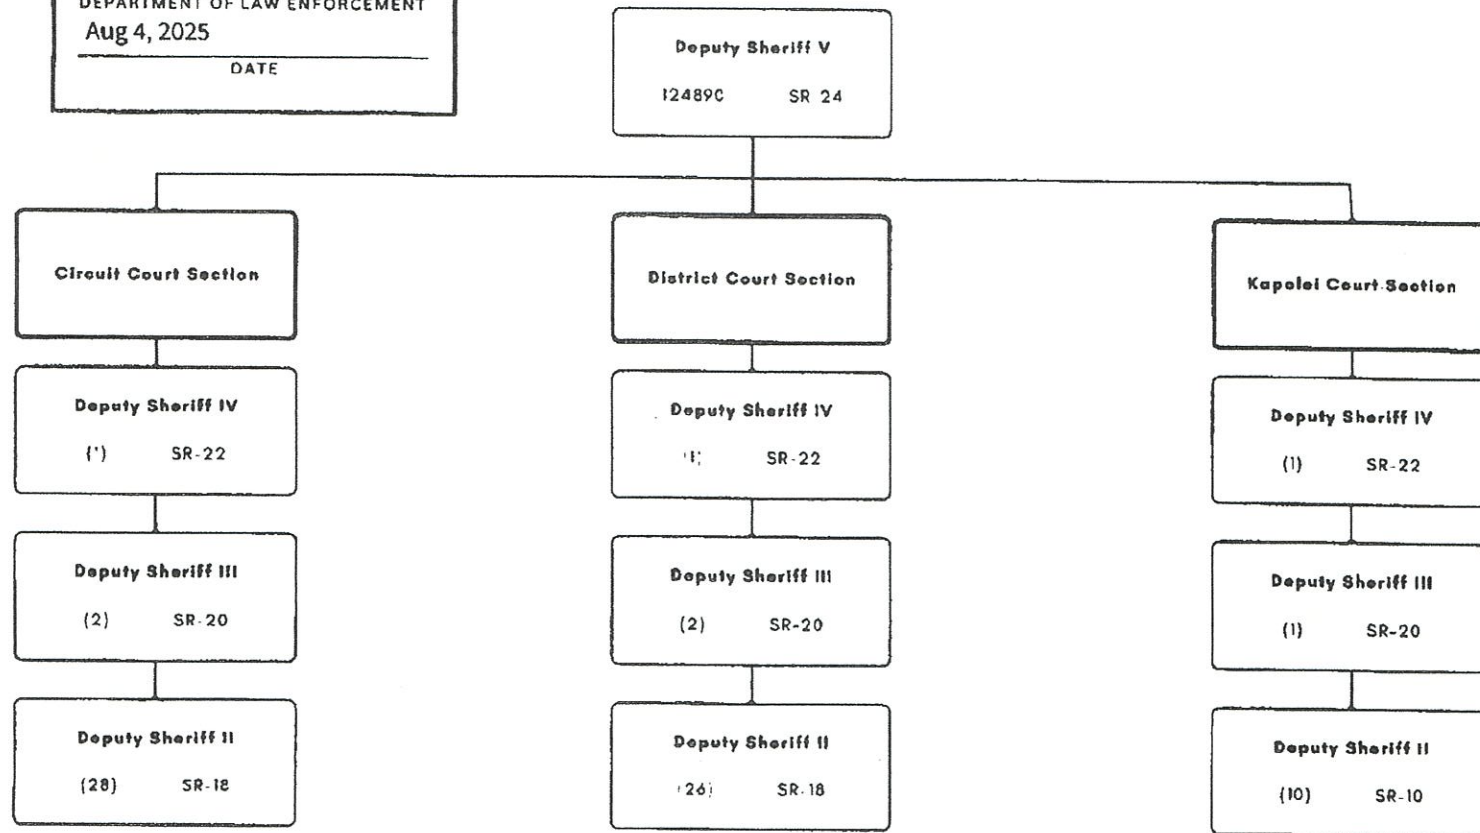 DEPARTMENT OF LAW ENFORCEMENT
Aug 4, 2025
DATE
Deputy Sheriff V
12489C SR 24
Circuit Court Section
District Court Section
Kapolei Court Section
Deputy Sheriff IV
SR-22
Deputy Sheriff IV
SR-22
Deputy Sheriff IV
(1) SR-22
Deputy Sheriff III
(2) SR-20
Deputy Sheriff III
(2) SR-20
Deputy Sheriff III
(1) SR-20
Deputy Sheriff II
(28) SR-18
Deputy Sheriff II
(26) SR-18
Deputy Sheriff II
(10) SR-10